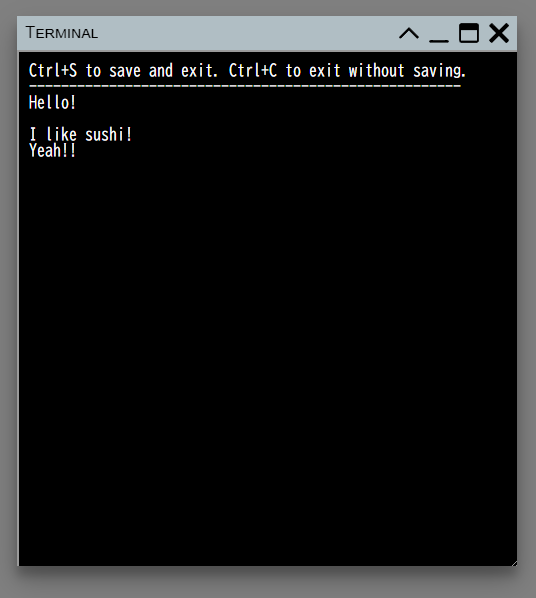 Terminal
Ctrl+S to save and exit. Ctrl+C to exit without saving.
------------------------------------------------------
Hello!

I like sushi!
Yeah!!